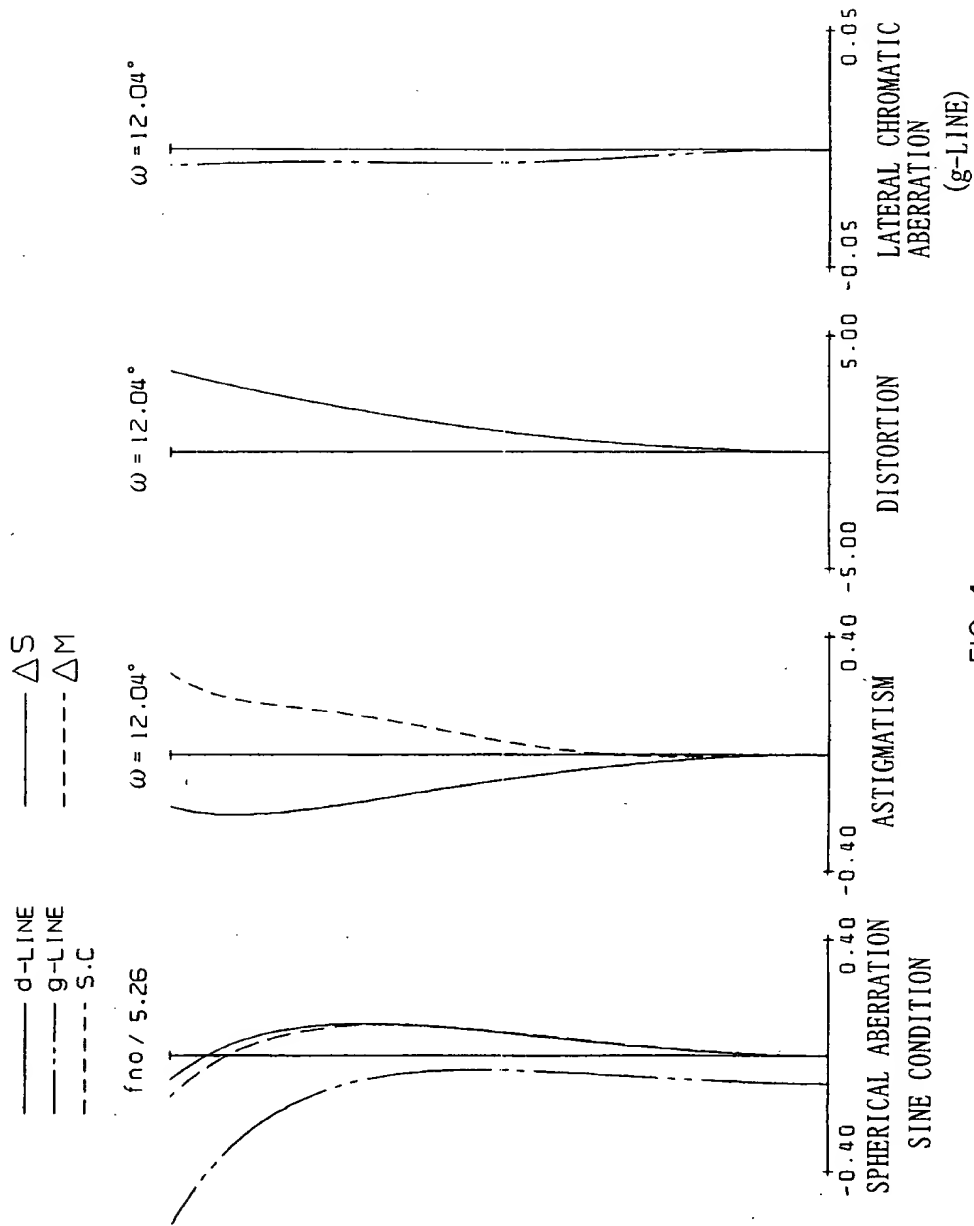 d-LINE
g-LINE
S.C
ΔS
ΔM
fno/ 5.26
ω = 12.04°
ω = 12.04°
ω = 12.04°
-0.40 0.40
SPHERICAL ABERRATION
SINE CONDITION
-0.40 0.40
ASTIGMATISM
-5.00 5.00
DISTORTION
-0.05 0.05
LATERAL CHROMATIC
ABERRATION
(g-LINE)